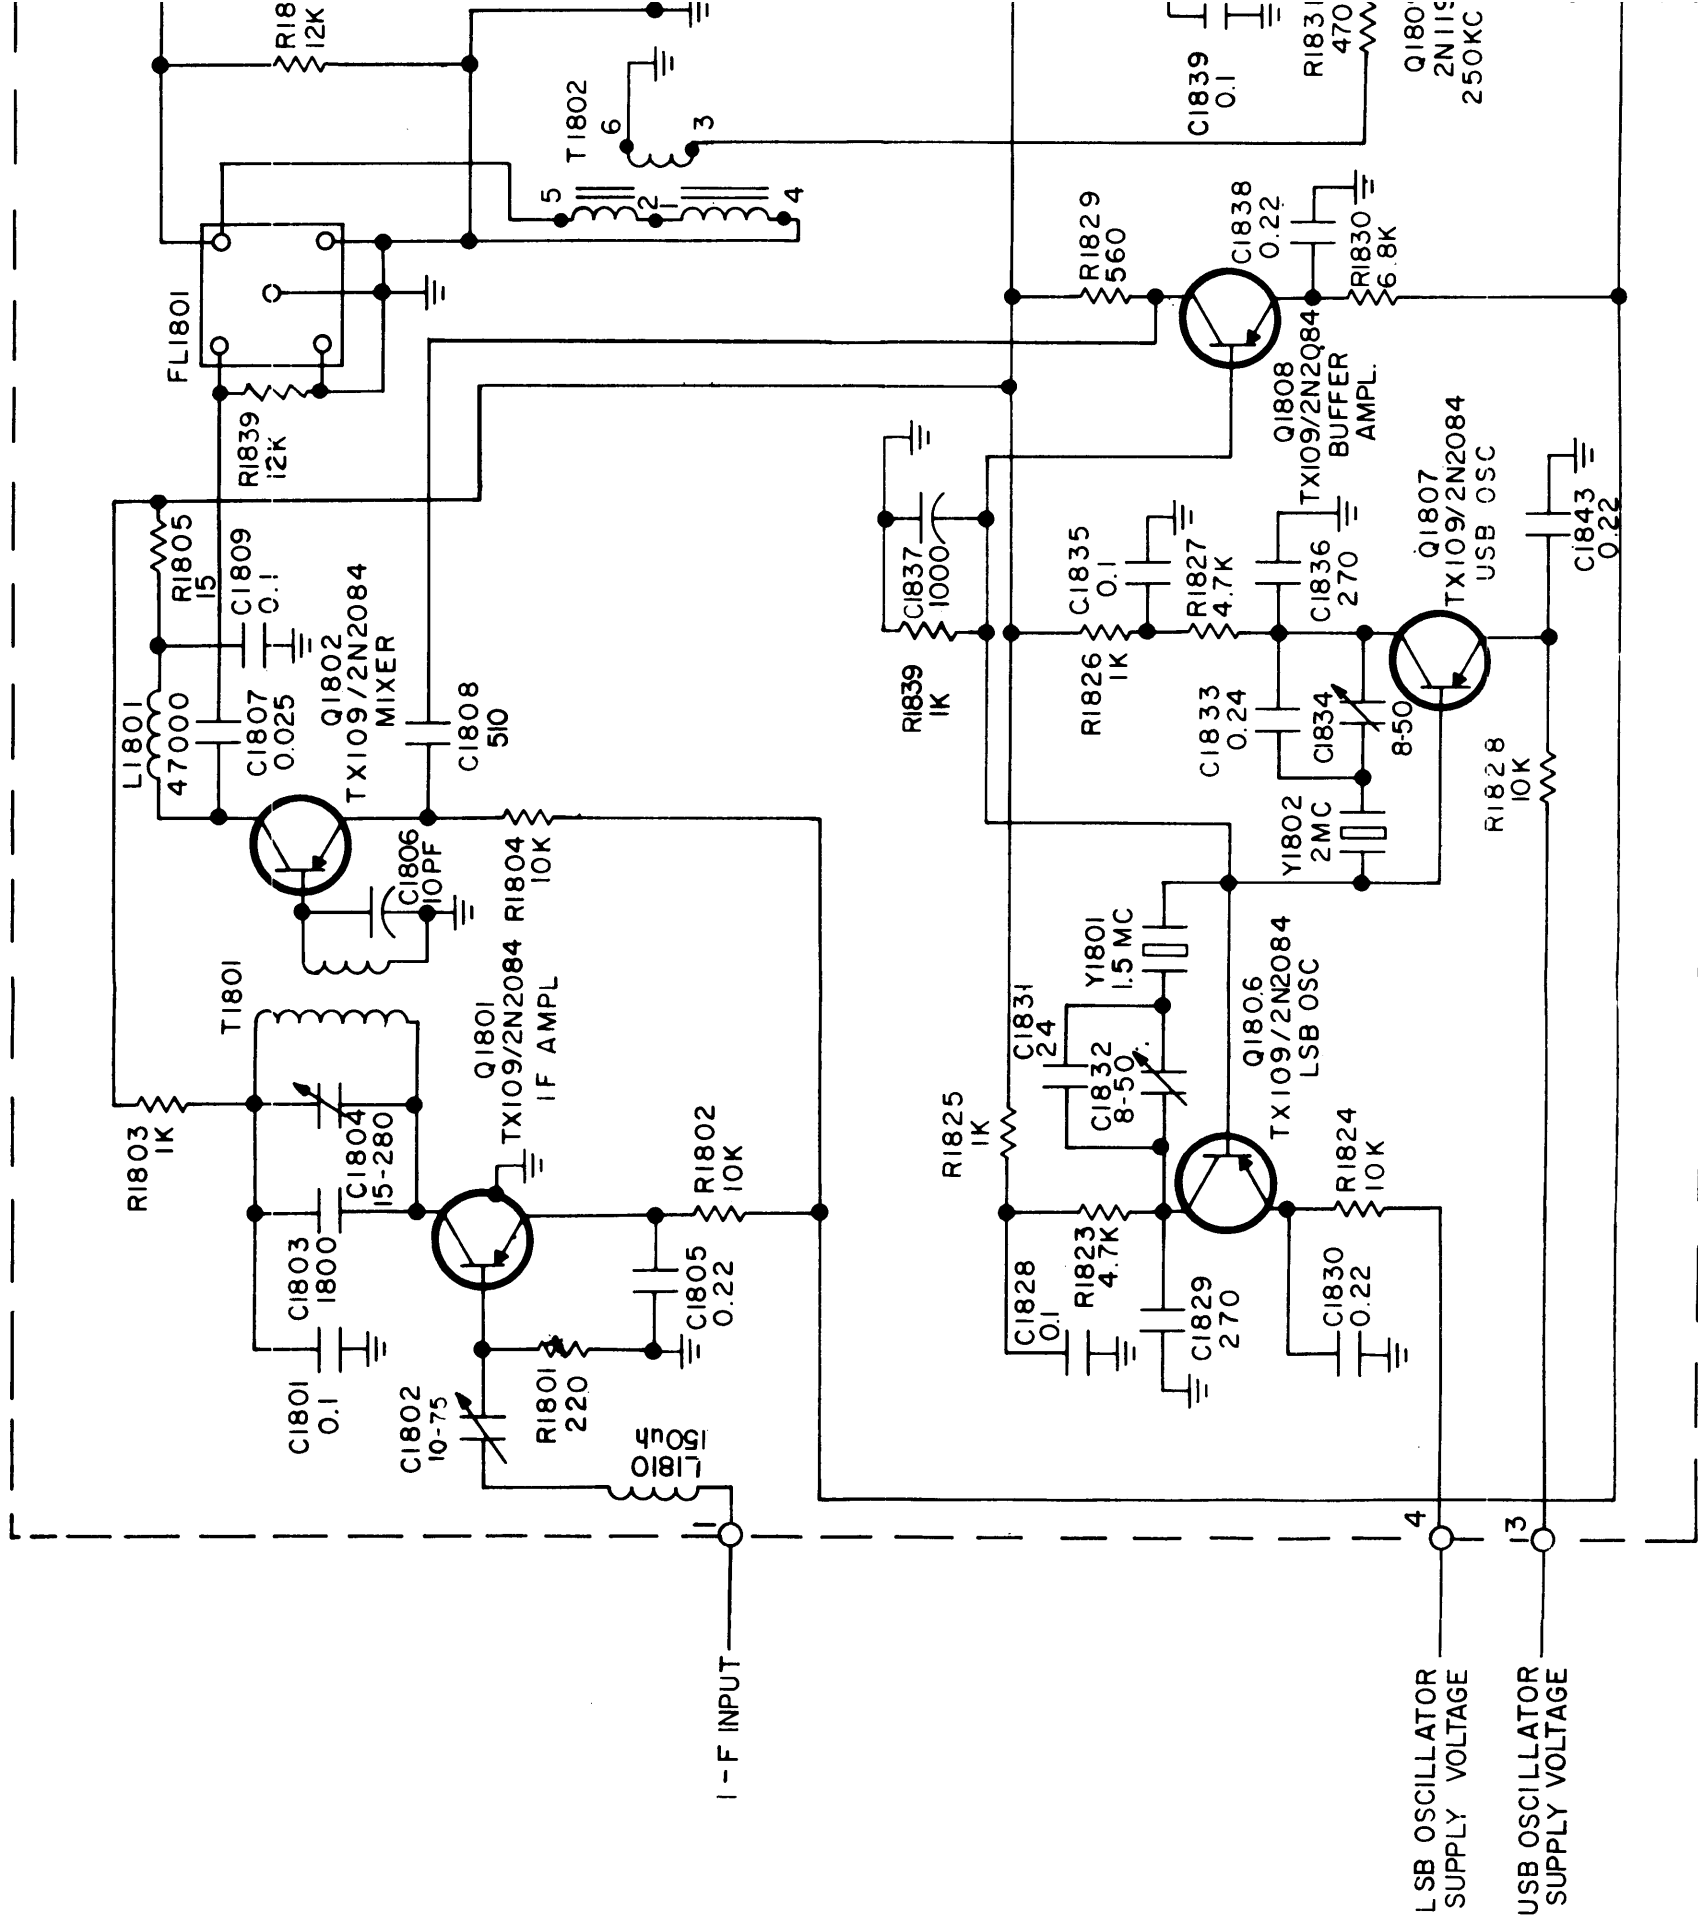 R18
12K
T1802
6
3
5
2
1
4
FL1801
R1839
12K
C1839
0.1
R1831
470
Q180
2N119
250KC
R1829
560
C1838
0.22
R1830
6.8K
Q1808
TX109/2N2084
BUFFER
AMPL.
R1805
15
C1809
0.1
L1801
47000
C1807
0.025
Q1802
TX109/2N2084
MIXER
C1808
510
C1806
10PF
R1804
10K
C1837
1000
R1839
1K
C1835
0.1
R1827
4.7K
C1836
270
R1826
1K
C1833
0.24
C1834
8-50
Q1807
TX109/2N2084
USB OSC
C1843
0.22
R1828
10K
Y1802
2MC
Y1801
1.5 MC
C1831
24
C1832
8-50
Q1806
TX109/2N2084
LSB OSC
R1825
1K
R1824
10K
R1823
4.7K
C1828
0.1
C1829
270
C1830
0.22
T1801
R1803
1K
C1804
15-280
C1803
1800
Q1801
TX109/2N2084
IF AMPL
R1802
10K
C1805
0.22
C1801
0.1
C1802
10-75
R1801
220
L1810
150uh
1
4
13
I-F INPUT
LSB OSCILLATOR
SUPPLY VOLTAGE
USB OSCILLATOR
SUPPLY VOLTAGE